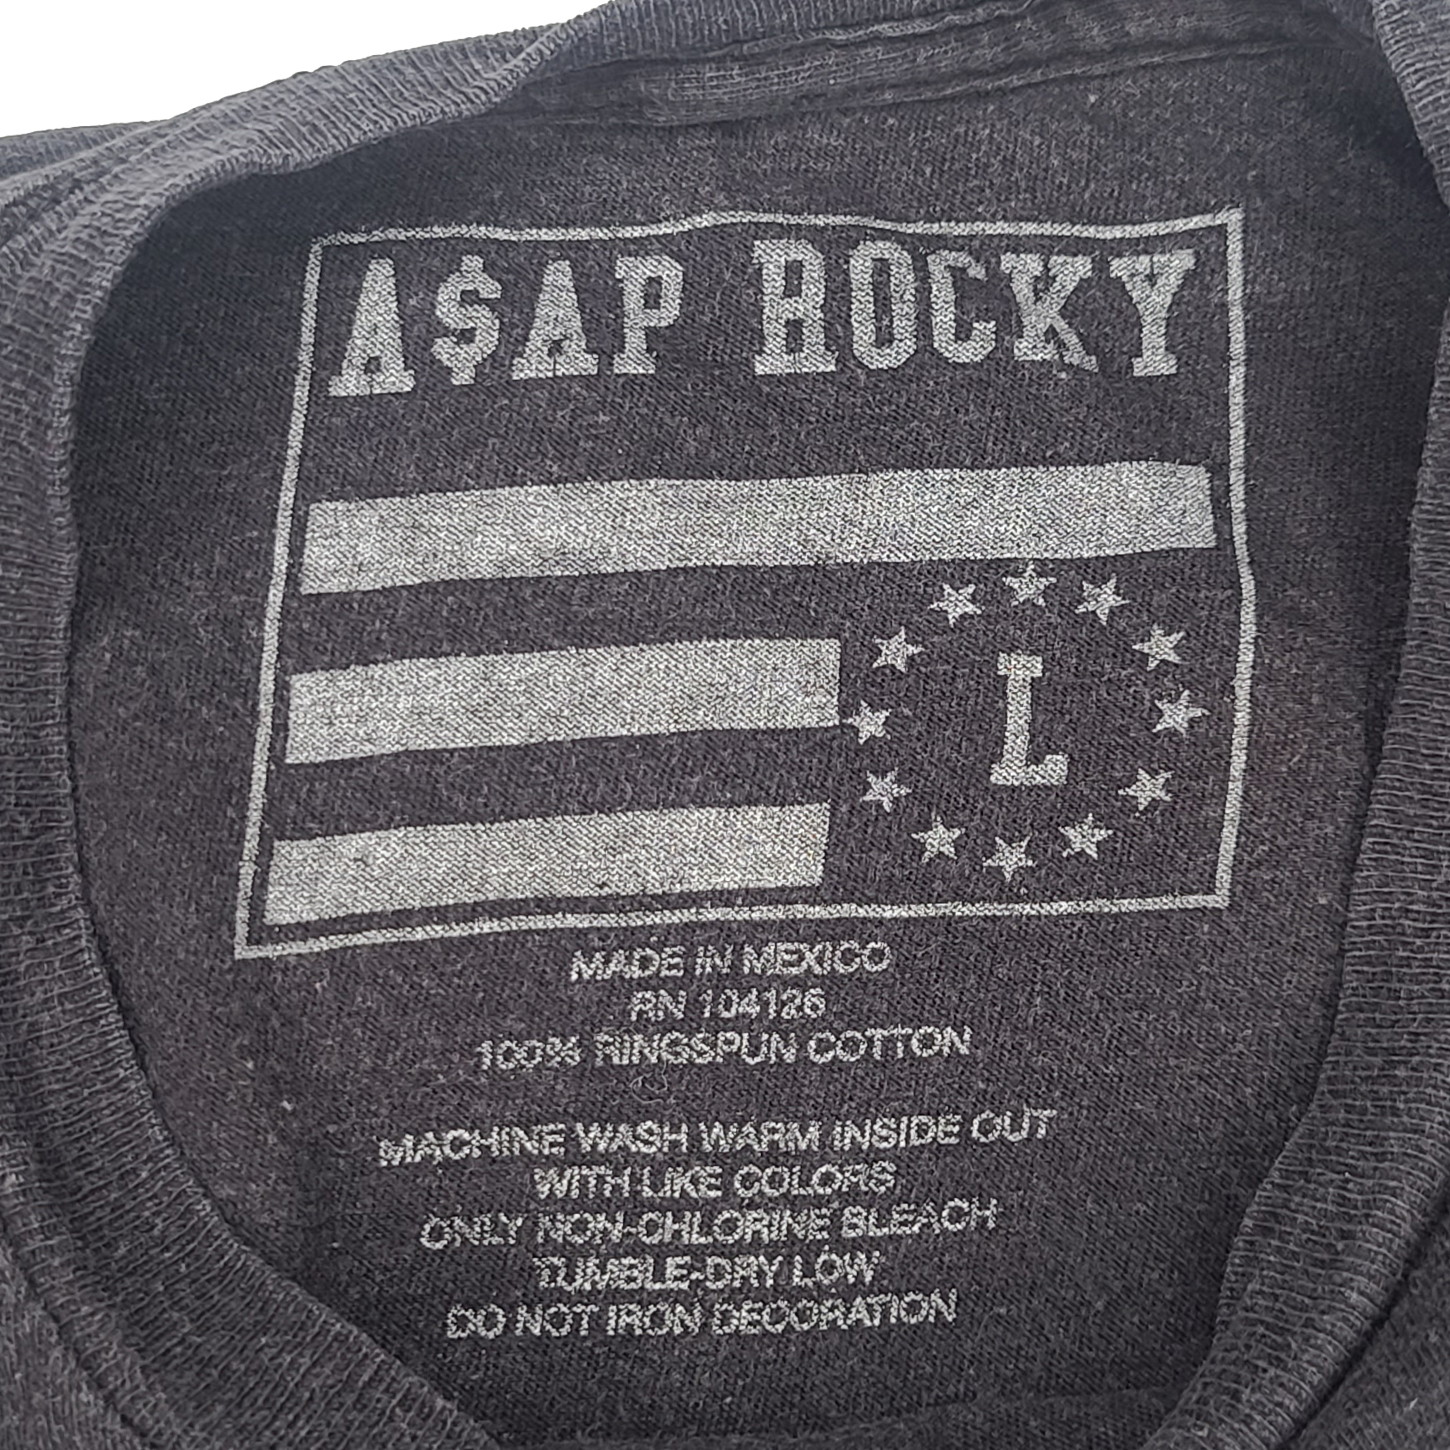 A$AP ROCKY
L
MADE IN MEXICO
RN 104126
100% RINGSPUN COTTON
MACHINE WASH WARM INSIDE OUT
WITH LIKE COLORS
ONLY NON-CHLORINE BLEACH
TUMBLE-DRY LOW
DO NOT IRON DECORATION